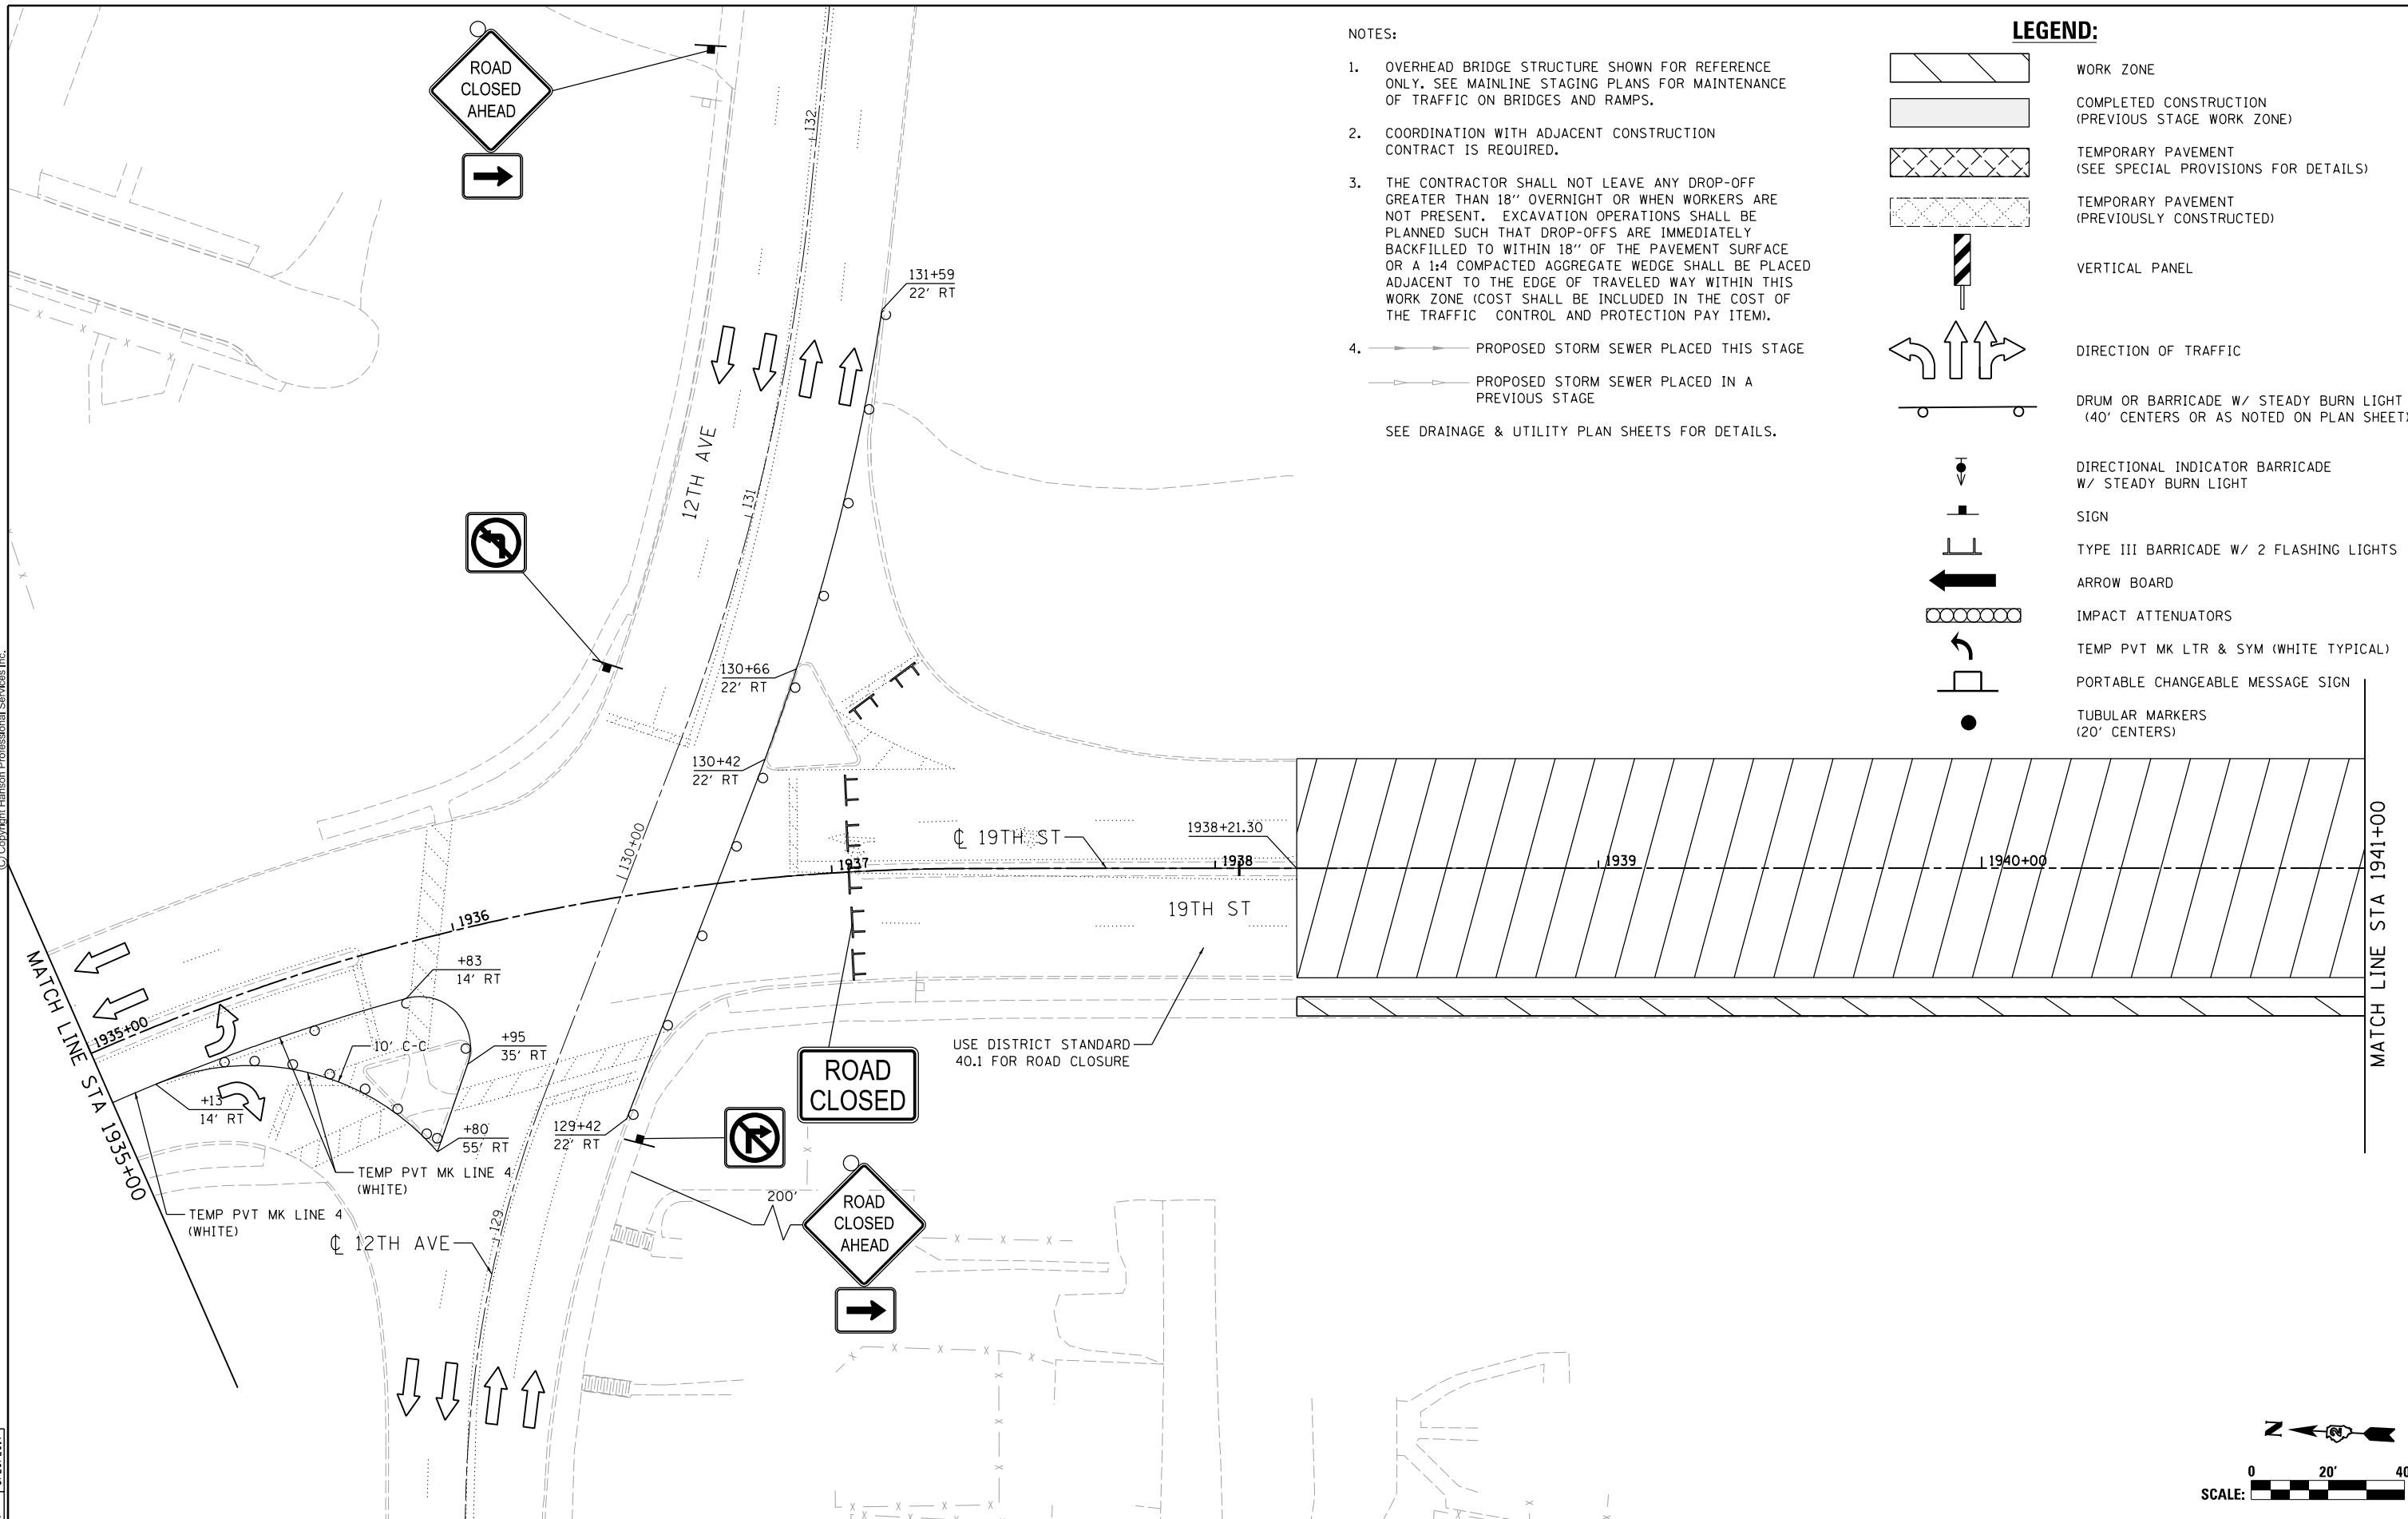 NOTES:
1. OVERHEAD BRIDGE STRUCTURE SHOWN FOR REFERENCE
ONLY. SEE MAINLINE STAGING PLANS FOR MAINTENANCE
OF TRAFFIC ON BRIDGES AND RAMPS.
2. COORDINATION WITH ADJACENT CONSTRUCTION
CONTRACT IS REQUIRED.
3. THE CONTRACTOR SHALL NOT LEAVE ANY DROP-OFF
GREATER THAN 18'' OVERNIGHT OR WHEN WORKERS ARE
NOT PRESENT. EXCAVATION OPERATIONS SHALL BE
PLANNED SUCH THAT DROP-OFFS ARE IMMEDIATELY
BACKFILLED TO WITHIN 18'' OF THE PAVEMENT SURFACE
OR A 1:4 COMPACTED AGGREGATE WEDGE SHALL BE PLACED
ADJACENT TO THE EDGE OF TRAVELED WAY WITHIN THIS
WORK ZONE (COST SHALL BE INCLUDED IN THE COST OF
THE TRAFFIC CONTROL AND PROTECTION PAY ITEM).
4. PROPOSED STORM SEWER PLACED THIS STAGE
PROPOSED STORM SEWER PLACED IN A
PREVIOUS STAGE
SEE DRAINAGE & UTILITY PLAN SHEETS FOR DETAILS.
LEGEND:
WORK ZONE
COMPLETED CONSTRUCTION
(PREVIOUS STAGE WORK ZONE)
TEMPORARY PAVEMENT
(SEE SPECIAL PROVISIONS FOR DETAILS)
TEMPORARY PAVEMENT
(PREVIOUSLY CONSTRUCTED)
VERTICAL PANEL
DIRECTION OF TRAFFIC
DRUM OR BARRICADE W/ STEADY BURN LIGHT
(40' CENTERS OR AS NOTED ON PLAN SHEET)
DIRECTIONAL INDICATOR BARRICADE
W/ STEADY BURN LIGHT
SIGN
TYPE III BARRICADE W/ 2 FLASHING LIGHTS
ARROW BOARD
IMPACT ATTENUATORS
TEMP PVT MK LTR & SYM (WHITE TYPICAL)
PORTABLE CHANGEABLE MESSAGE SIGN
TUBULAR MARKERS
(20' CENTERS)
ROAD
CLOSED
AHEAD
132
131+59
22' RT
12TH AVE
131
130+66
22' RT
130+42
22' RT
130+00
℄ 19TH ST
1938+21.30
1937
1938
1939
1940+00
19TH ST
1936
MATCH LINE STA 1941+00
MATCH LINE STA 1935+00
1935+00
+83
14' RT
+95
35' RT
10' C-C
+13
14' RT
+80
55' RT
129+42
22' RT
USE DISTRICT STANDARD
40.1 FOR ROAD CLOSURE
ROAD
CLOSED
TEMP PVT MK LINE 4
(WHITE)
TEMP PVT MK LINE 4
(WHITE)
200'
ROAD
CLOSED
AHEAD
129
℄ 12TH AVE
N
2
0 20' 40
SCALE:
(C) Copyright Hanson Professional Services Inc.